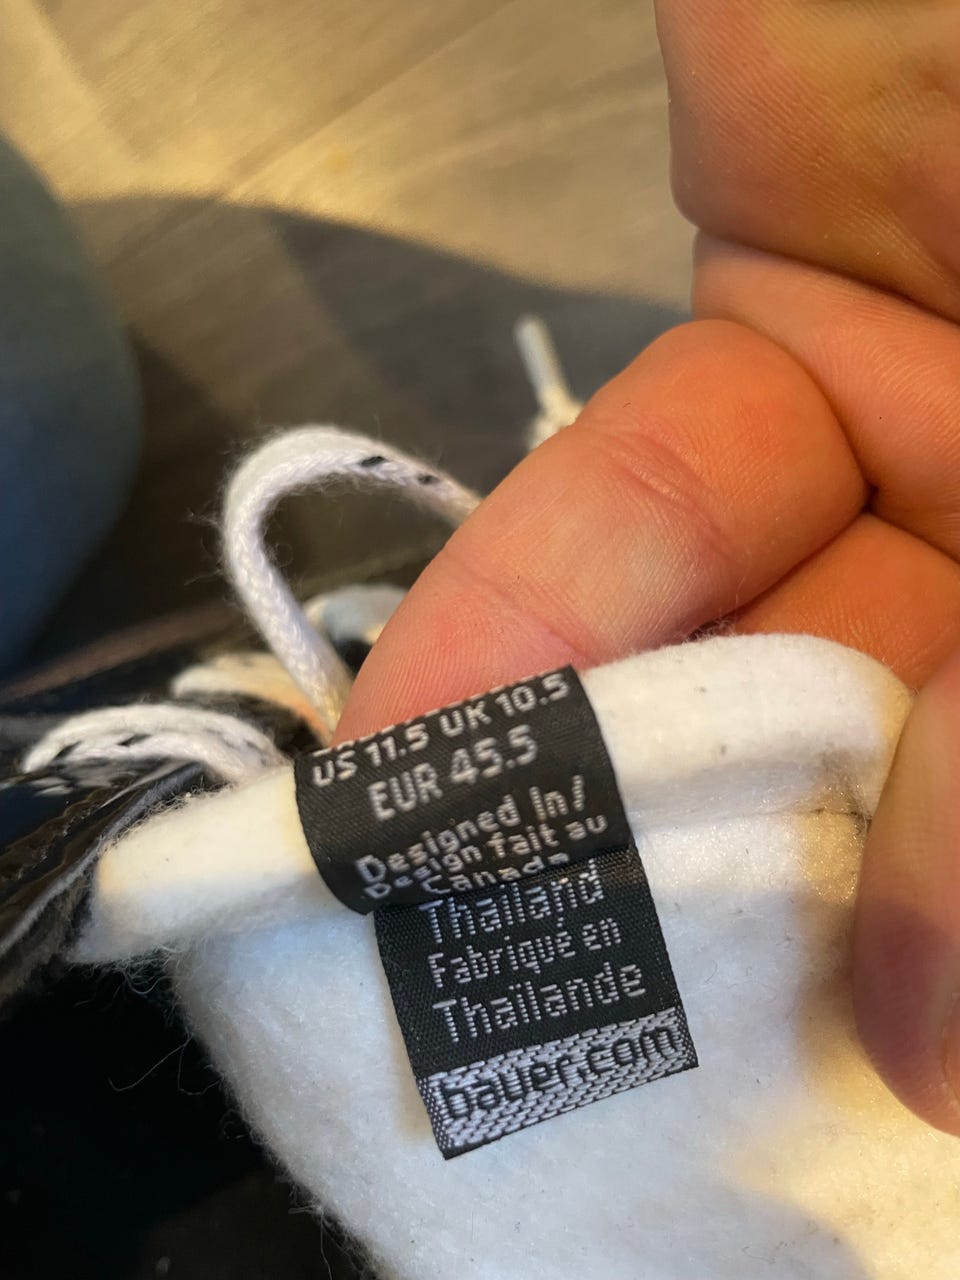 US 11.5 UK 10.5
EUR 45.5
Designed In/
Design fait au
Canada
Thailand
Fabriqué en
Thaïlande
bauer.com